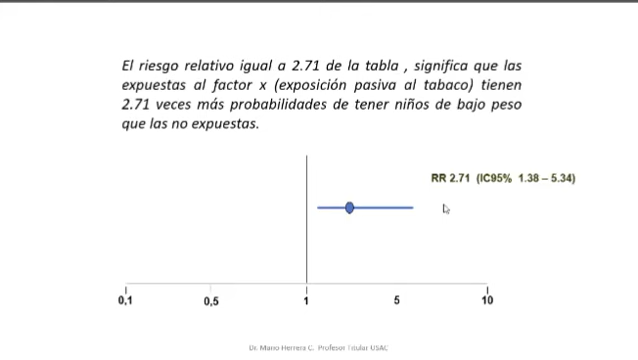 El riesgo relativo igual a 2.71 de la tabla , significa que las
expuestas al factor x (exposición pasiva al tabaco) tienen
2.71 veces más probabilidades de tener niños de bajo peso
que las no expuestas.
RR 2.71 (IC95% 1.38 – 5.34)
0,1 0,5 1 5 10
Dr. Mario Herrera C. Profesor Titular USAC